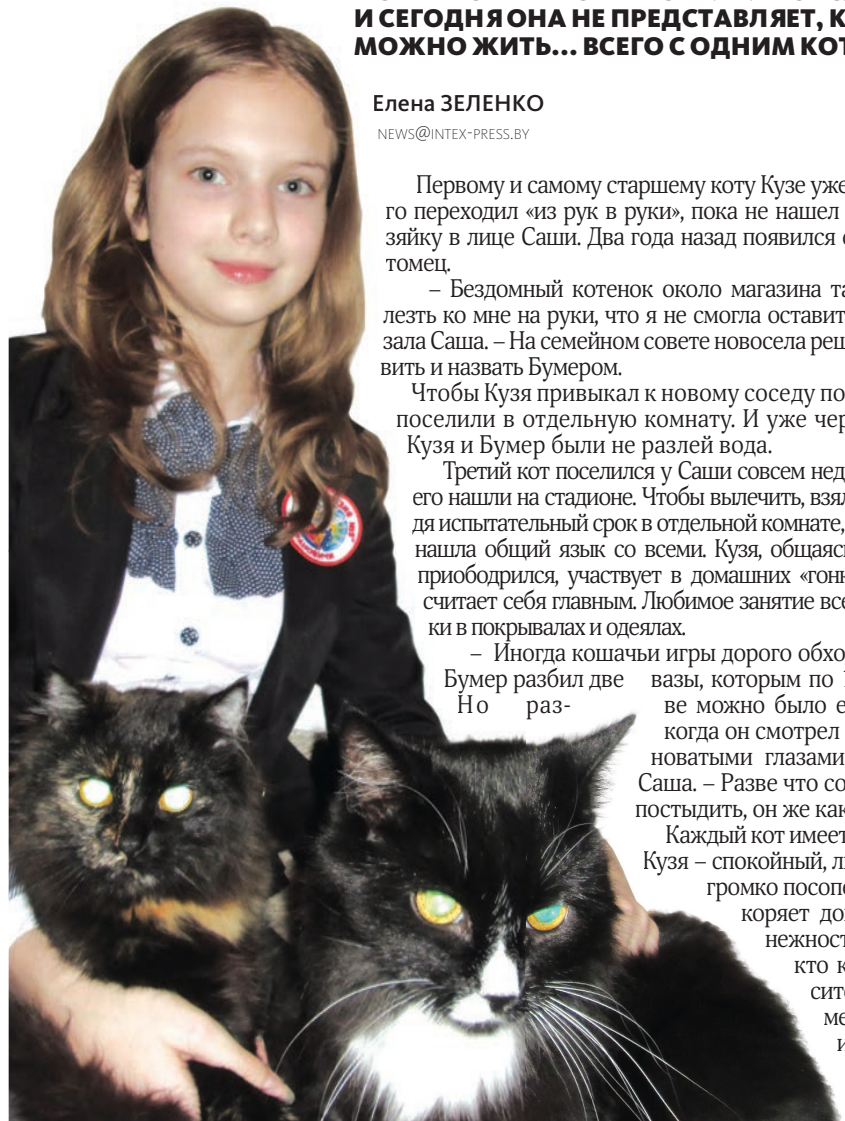 И СЕГОДНЯ ОНА НЕ ПРЕДСТАВЛЯЕТ, К
МОЖНО ЖИТЬ... ВСЕГО С ОДНИМ КОТ
Елена ЗЕЛЕНКО
NEWS@INTEX-PRESS.BY
Первому и самому старшему коту Кузе уже
го переходил «из рук в руки», пока не нашел
зяйку в лице Саши. Два года назад появился
томец.
– Бездомный котенок около магазина та
лезть ко мне на руки, что я не смогла оставит
зала Саша. – На семейном совете новосела реш
вить и назвать Бумером.
Чтобы Кузя привыкал к новому соседу по
поселили в отдельную комнату. И уже чер
Кузя и Бумер были не разлей вода.
Третий кот поселился у Саши совсем нед
его нашли на стадионе. Чтобы вылечить, взял
дя испытательный срок в отдельной комнате,
нашла общий язык со всеми. Кузя, общаяс
приободрился, участвует в домашних «гонк
считает себя главным. Любимое занятие все
ки в покрывалах и одеялах.
– Иногда кошачьи игры дорого обхо
Бумер разбил две вазы, которым по
Но раз-
ве можно было е
когда он смотрел
новатыми глазами
Саша. – Разве что со
постыдить, он же как
Каждый кот имеет
Кузя – спокойный, л
громко посопе
коряет до
нежност
кто к
сит
ме
и